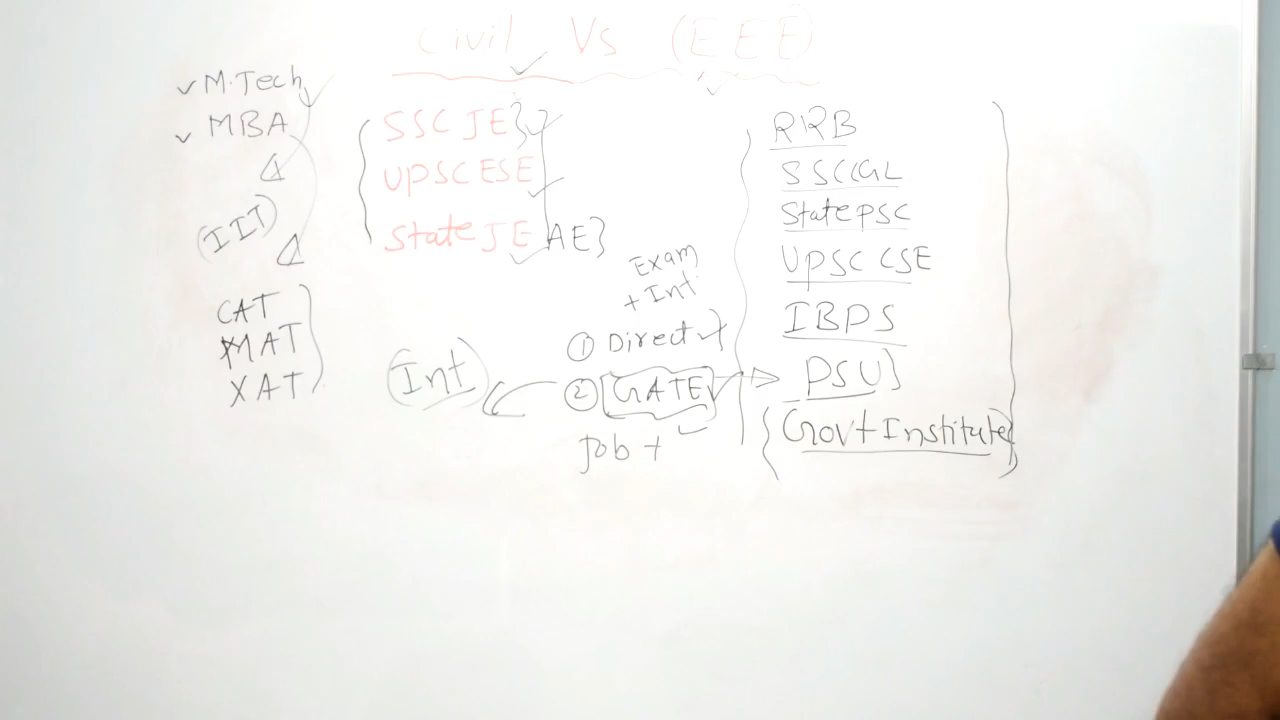 Civil Vs (EEE)
M.Tech
MBA
(IIT)
CAT
MAT
XAT
SSC JE
UPSC ESE
State JE AE
Exam
+ Int
① Direct
② GATE
Job +
(Int)
RRB
SSC CGL
State PSC
UPSC CSE
IBPS
PSU
Govt Institute